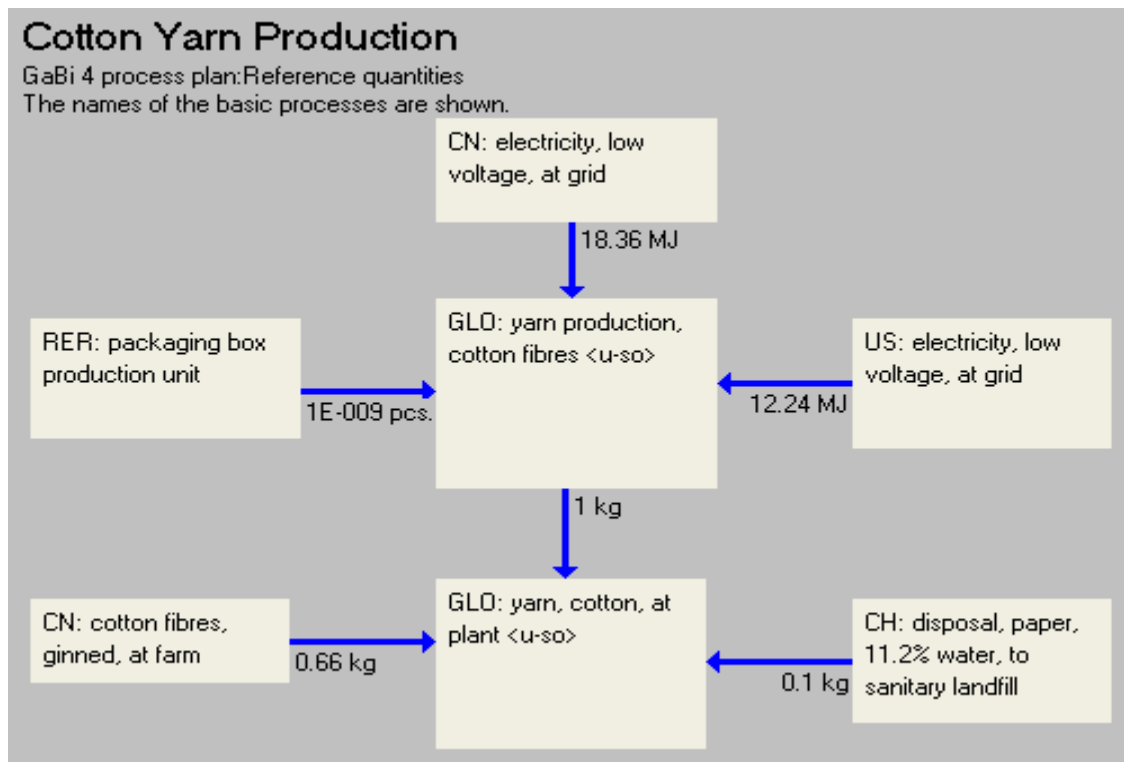 Cotton Yarn Production
GaBi 4 process plan:Reference quantities
The names of the basic processes are shown.
CN: electricity, low
voltage, at grid
18.36 MJ
RER: packaging box
production unit
1E-009 pcs.
GLO: yarn production,
cotton fibres <u-so>
US: electricity, low
voltage, at grid
12.24 MJ
1 kg
CN: cotton fibres,
ginned, at farm
0.66 kg
GLO: yarn, cotton, at
plant <u-so>
CH: disposal, paper,
11.2% water, to
sanitary landfill
0.1 kg